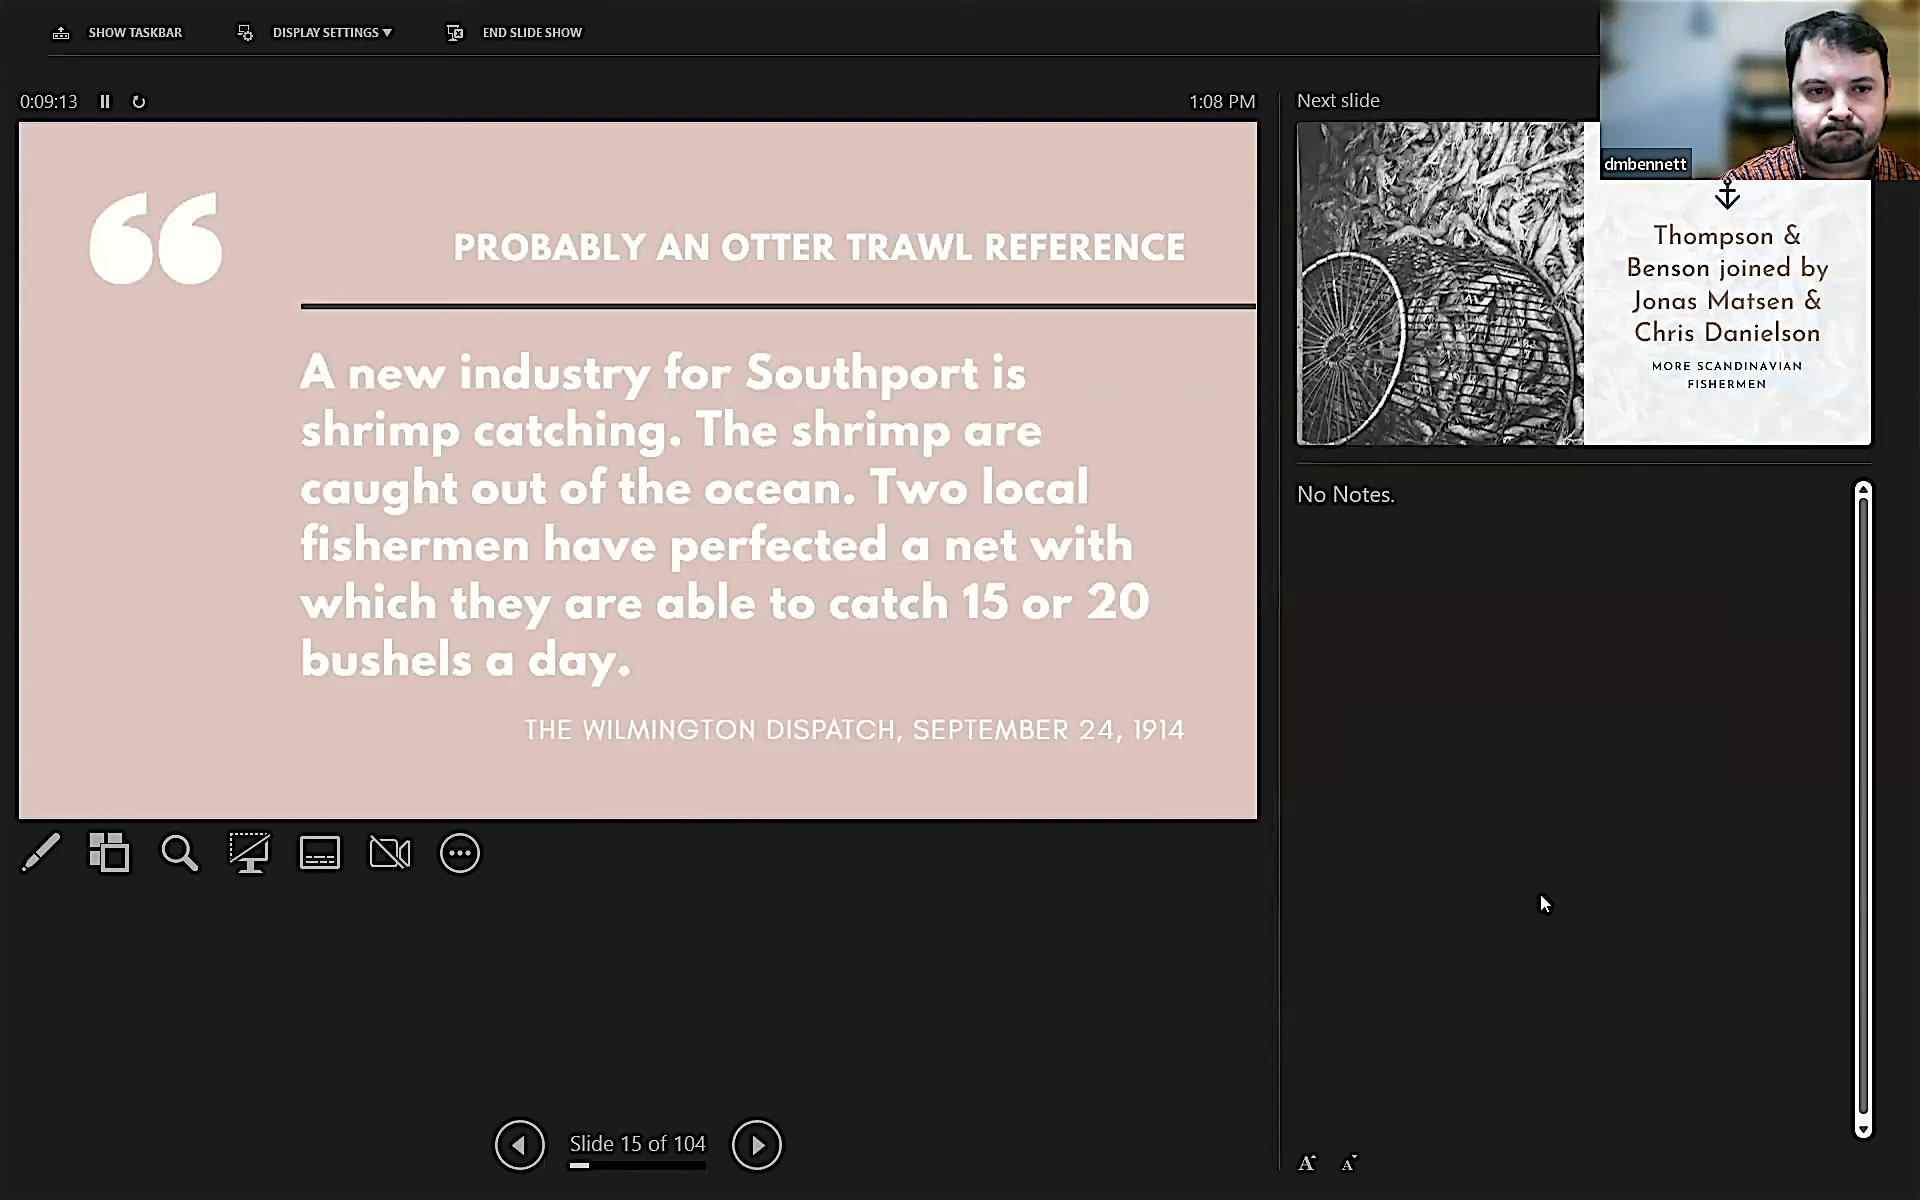 SHOW TASKBAR
DISPLAY SETTINGS
END SLIDE SHOW
0:09:13
1:08 PM
PROBABLY AN OTTER TRAWL REFERENCE
A new industry for Southport is
shrimp catching. The shrimp are
caught out of the ocean. Two local
fishermen have perfected a net with
which they are able to catch 15 or 20
bushels a day.
THE WILMINGTON DISPATCH, SEPTEMBER 24, 1914
Slide 15 of 104
Next slide
dmbennett
Thompson &
Benson joined by
Jonas Matsen &
Chris Danielson
MORE SCANDINAVIAN
FISHERMEN
No Notes.
A A